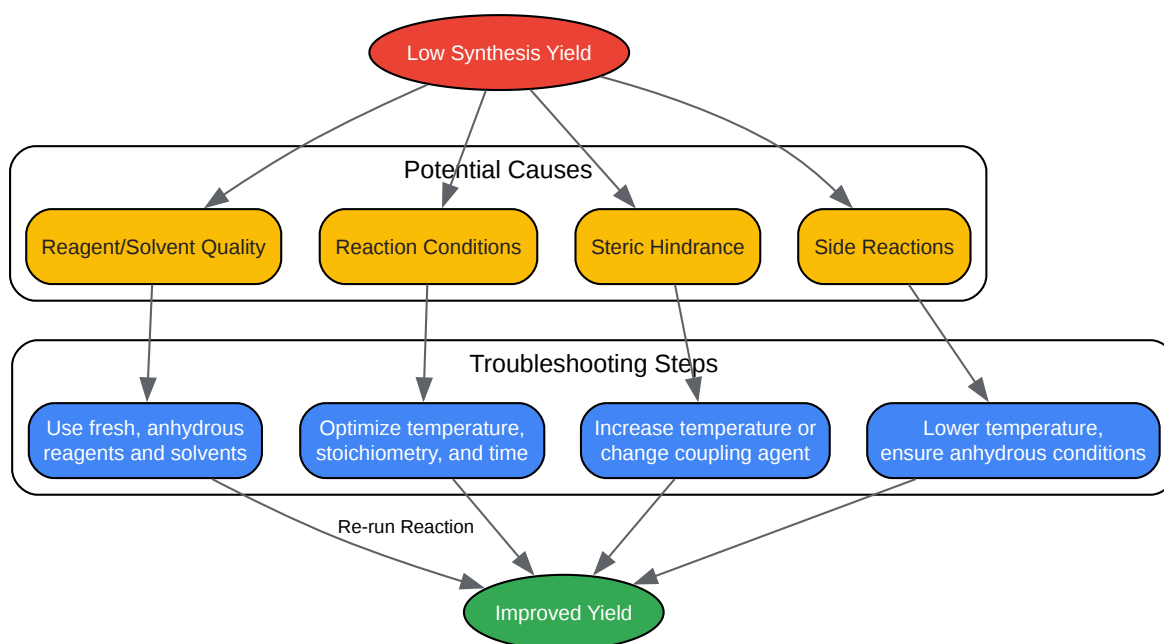 Low Synthesis Yield
Potential Causes
Reagent/Solvent Quality
Reaction Conditions
Steric Hindrance
Side Reactions
Troubleshooting Steps
Use fresh, anhydrous
reagents and solvents
Optimize temperature,
stoichiometry, and time
Increase temperature or
change coupling agent
Lower temperature,
ensure anhydrous conditions
Re-run Reaction
Improved Yield